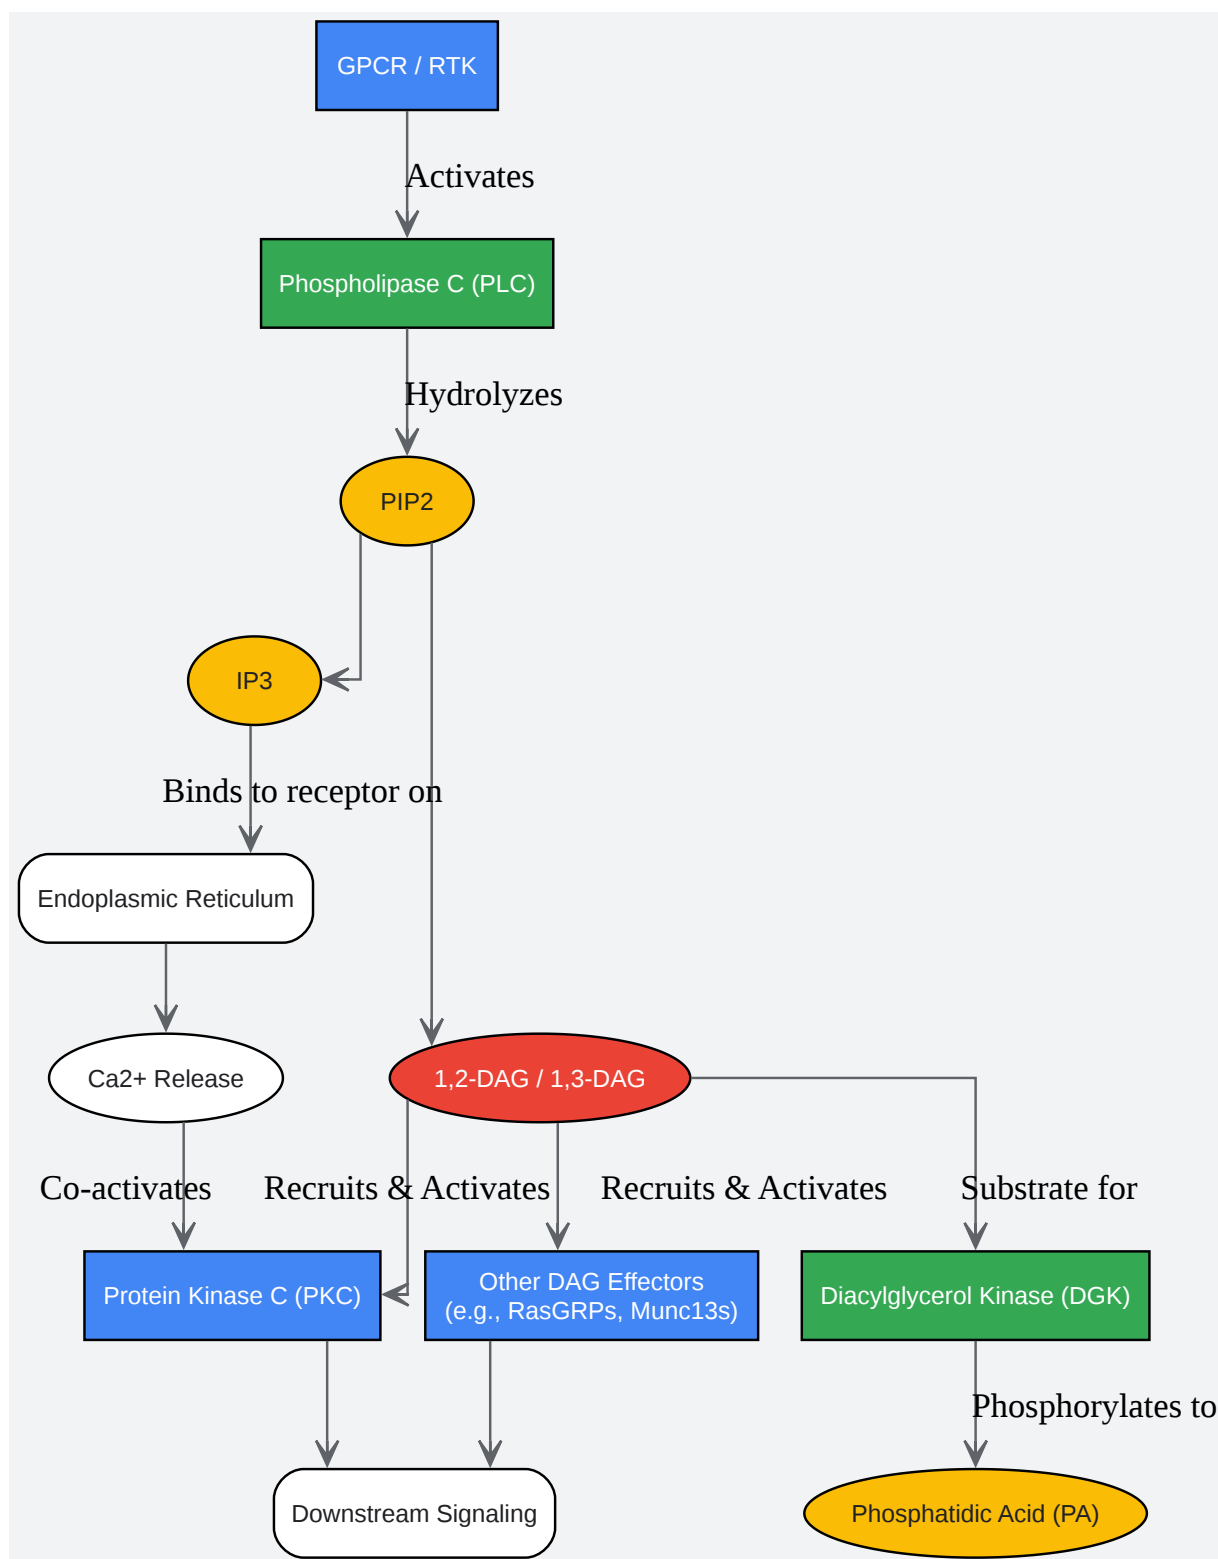 GPCR / RTK
Activates
Phospholipase C (PLC)
Hydrolyzes
PIP2
IP3
Binds to receptor on
Endoplasmic Reticulum
Ca2+ Release
1,2-DAG / 1,3-DAG
Co-activates
Recruits & Activates
Recruits & Activates
Substrate for
Protein Kinase C (PKC)
Other DAG Effectors
(e.g., RasGRPs, Munc13s)
Diacylglycerol Kinase (DGK)
Phosphorylates to
Downstream Signaling
Phosphatidic Acid (PA)